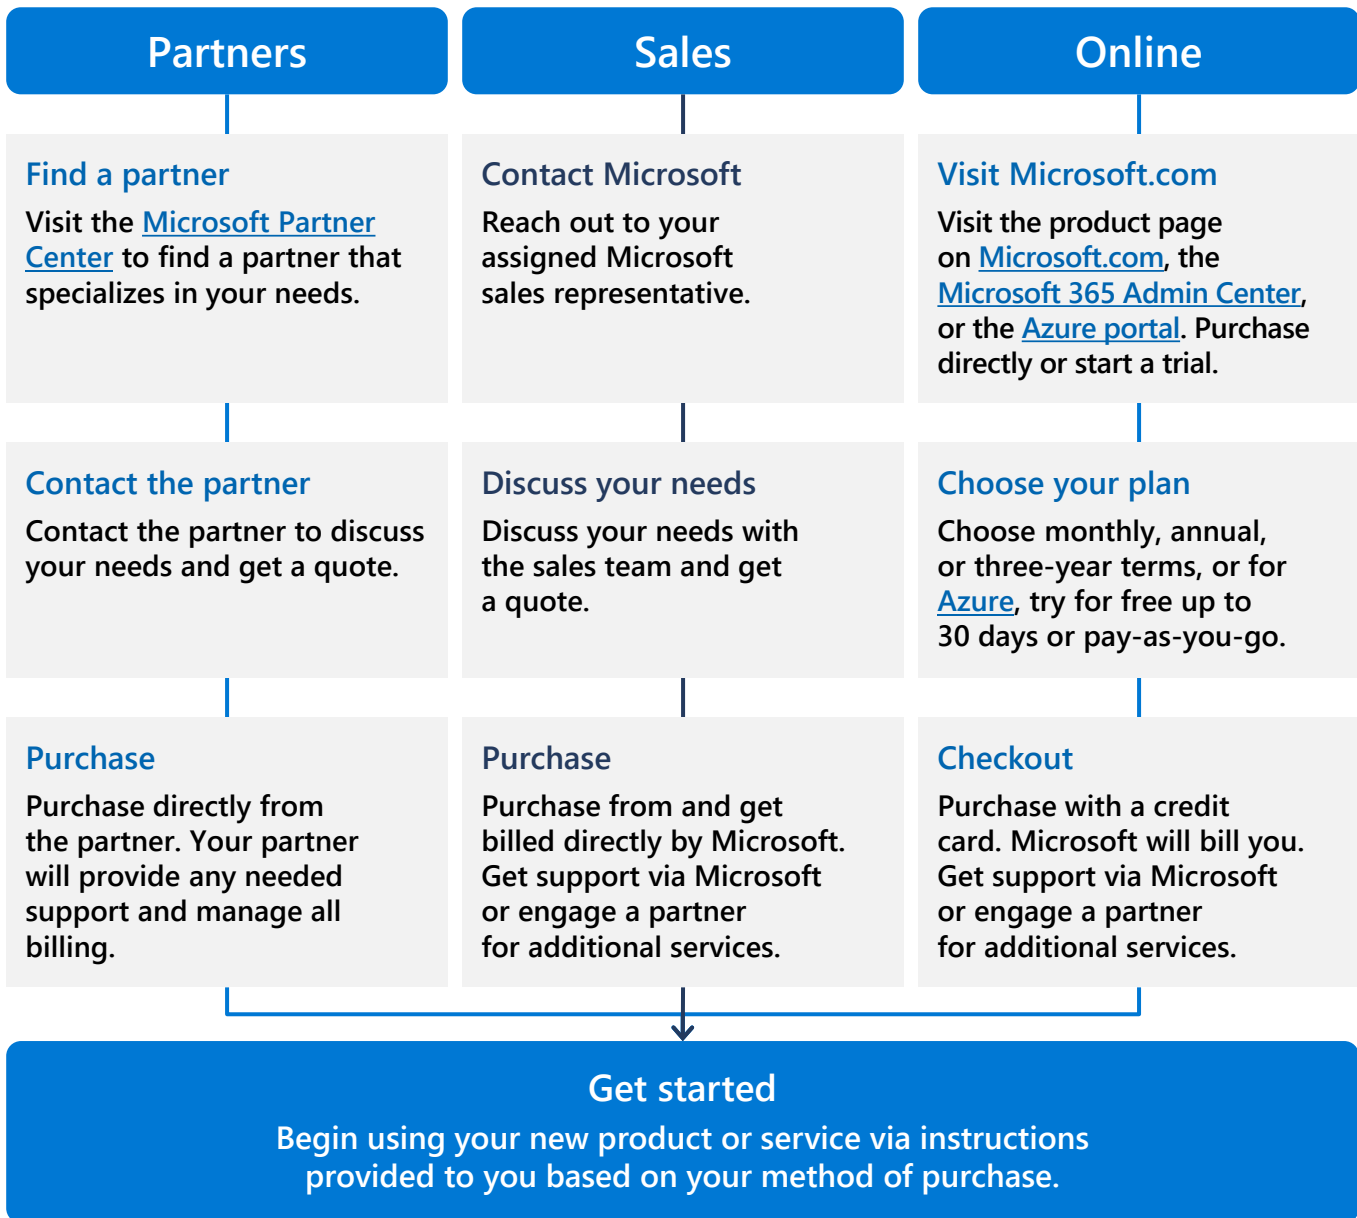 Partners
Find a partner
Visit the Microsoft Partner
Center to find a partner that
specializes in your needs.
Contact the partner
Contact the partner to discuss
your needs and get a quote.
Purchase
Purchase directly from
the partner. Your partner
will provide any needed
support and manage all
billing.
Sales
Contact Microsoft
Reach out to your
assigned Microsoft
sales representative.
Discuss your needs
Discuss your needs with
the sales team and get
a quote.
Purchase
Purchase from and get
billed directly by Microsoft.
Get support via Microsoft
or engage a partner
for additional services.
Online
Visit Microsoft.com
Visit the product page
on Microsoft.com, the
Microsoft 365 Admin Center,
or the Azure portal. Purchase
directly or start a trial.
Choose your plan
Choose monthly, annual,
or three-year terms, or for
Azure, try for free up to
30 days or pay-as-you-go.
Checkout
Purchase with a credit
card. Microsoft will bill you.
Get support via Microsoft
or engage a partner
for additional services.
Get started
Begin using your new product or service via instructions
provided to you based on your method of purchase.